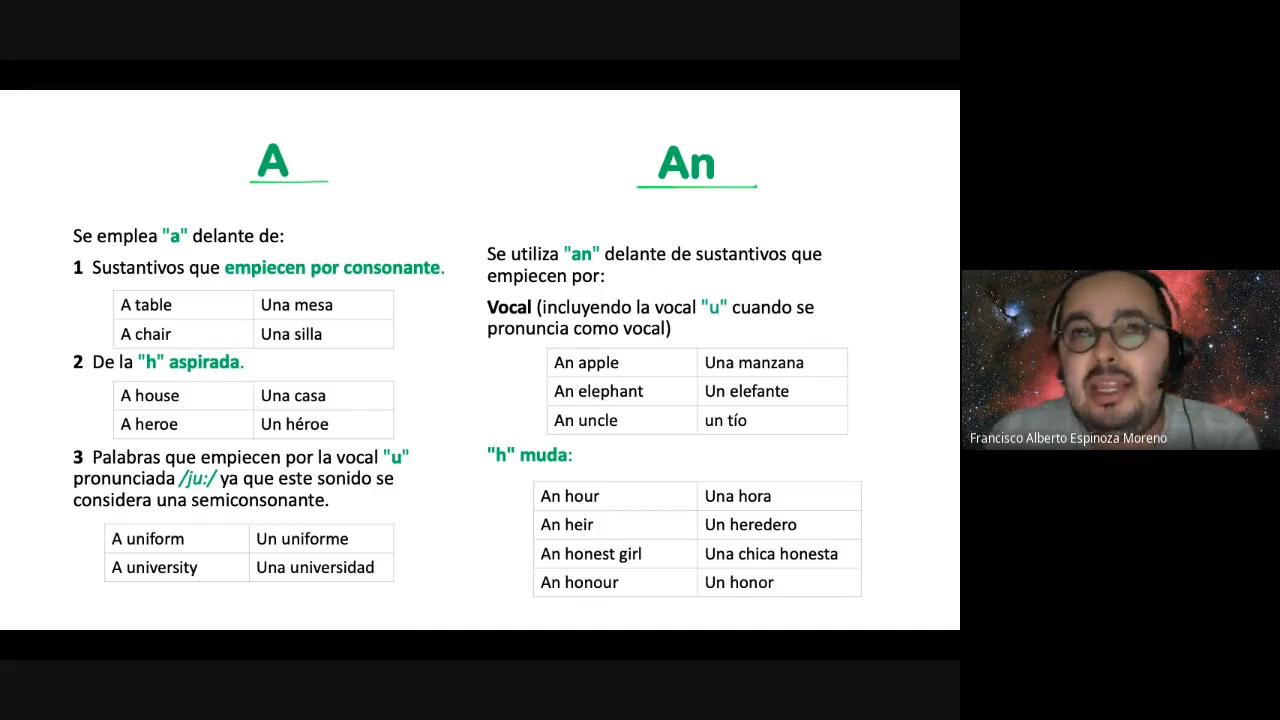 A
Se emplea "a" delante de:
1 Sustantivos que empiecen por consonante.
A table Una mesa
A chair Una silla
2 De la "h" aspirada.
A house Una casa
A heroe Un héroe
3 Palabras que empiecen por la vocal "u"
pronunciada /ju:/ ya que este sonido se
considera una semiconsonante.
A uniform Un uniforme
A university Una universidad
An
Se utiliza "an" delante de sustantivos que
empiecen por:
Vocal (incluyendo la vocal "u" cuando se
pronuncia como vocal)
An apple Una manzana
An elephant Un elefante
An uncle un tío
"h" muda:
An hour Una hora
An heir Un heredero
An honest girl Una chica honesta
An honour Un honor
Francisco Alberto Espinoza Moreno